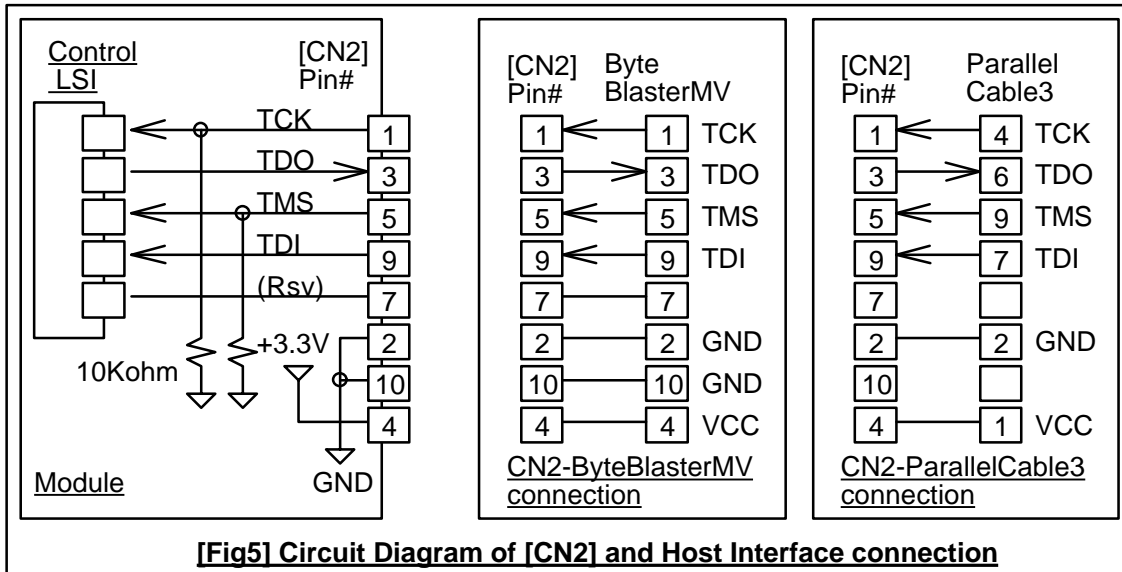 Control
LSI
[CN2]
Pin#
TCK
1
TDO
3
TMS
5
TDI
9
(Rsv)
7
+3.3V
2
10Kohm
10
4
Module
GND
[CN2]
Pin#
Byte
BlasterMV
1 1 TCK
3 3 TDO
5 5 TMS
9 9 TDI
7 7
2 2 GND
10 10 GND
4 4 VCC
CN2-ByteBlasterMV
connection
[CN2]
Pin#
Parallel
Cable3
1 4 TCK
3 6 TDO
5 9 TMS
9 7 TDI
7
2 2 GND
10
4 1 VCC
CN2-ParallelCable3
connection
[Fig5] Circuit Diagram of [CN2] and Host Interface connection